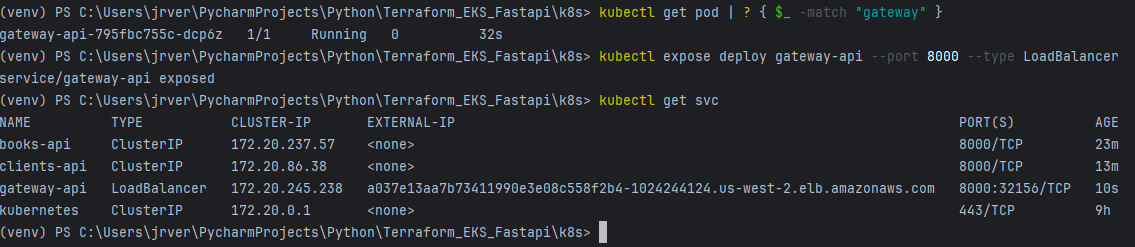 (venv) PS C:\Users\jrver\PycharmProjects\Python\Terraform_EKS_Fastapi\k8s> kubectl get pod | ? { $_ -match "gateway" }
gateway-api-795fbc755c-dcp6z   1/1     Running   0          32s
(venv) PS C:\Users\jrver\PycharmProjects\Python\Terraform_EKS_Fastapi\k8s> kubectl expose deploy gateway-api --port 8000 --type LoadBalancer
service/gateway-api exposed
(venv) PS C:\Users\jrver\PycharmProjects\Python\Terraform_EKS_Fastapi\k8s> kubectl get svc
NAME          TYPE           CLUSTER-IP       EXTERNAL-IP                                                               PORT(S)          AGE
books-api     ClusterIP      172.20.237.57    <none>                                                                    8000/TCP         23m
clients-api   ClusterIP      172.20.86.38     <none>                                                                    8000/TCP         13m
gateway-api   LoadBalancer   172.20.245.238   a037e13aa7b73411990e3e08c558f2b4-1024244124.us-west-2.elb.amazonaws.com   8000:32156/TCP   10s
kubernetes    ClusterIP      172.20.0.1       <none>                                                                    443/TCP          9h
(venv) PS C:\Users\jrver\PycharmProjects\Python\Terraform_EKS_Fastapi\k8s>